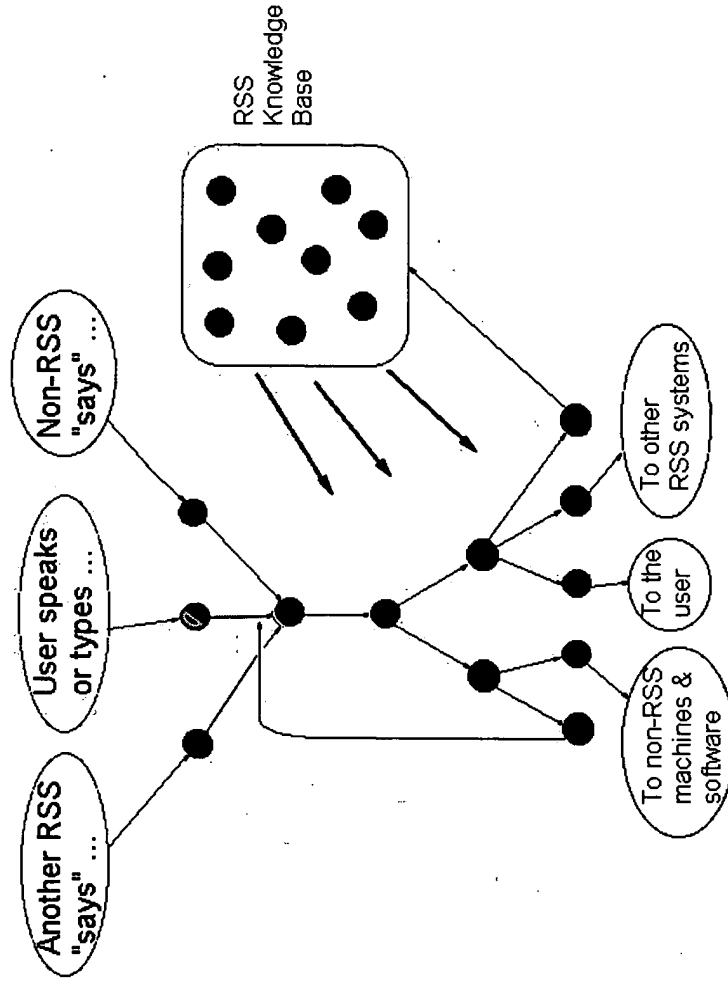 Another RSS
"says" ...
User speaks
or types ...
Non-RSS
"says" ...
RSS
Knowledge
Base
To non-RSS
machines &
software
To the
user
To other
RSS systems